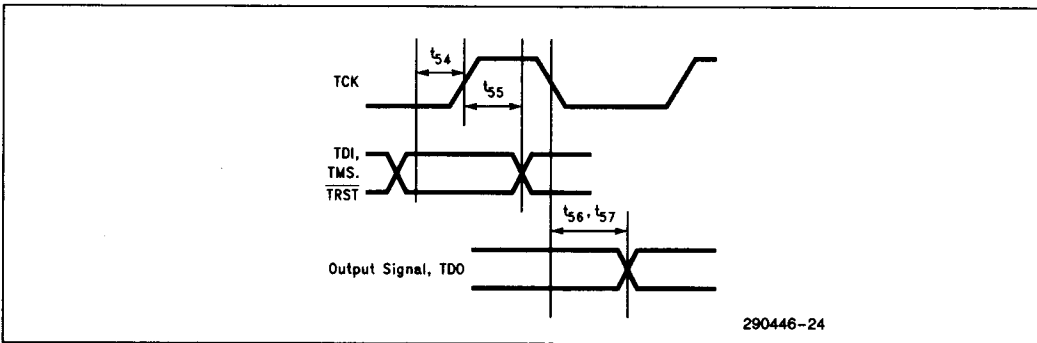 t54
TCK
t55
TDI,
TMS.
TRST
t56, t57
Output Signal, TDO
290446-24